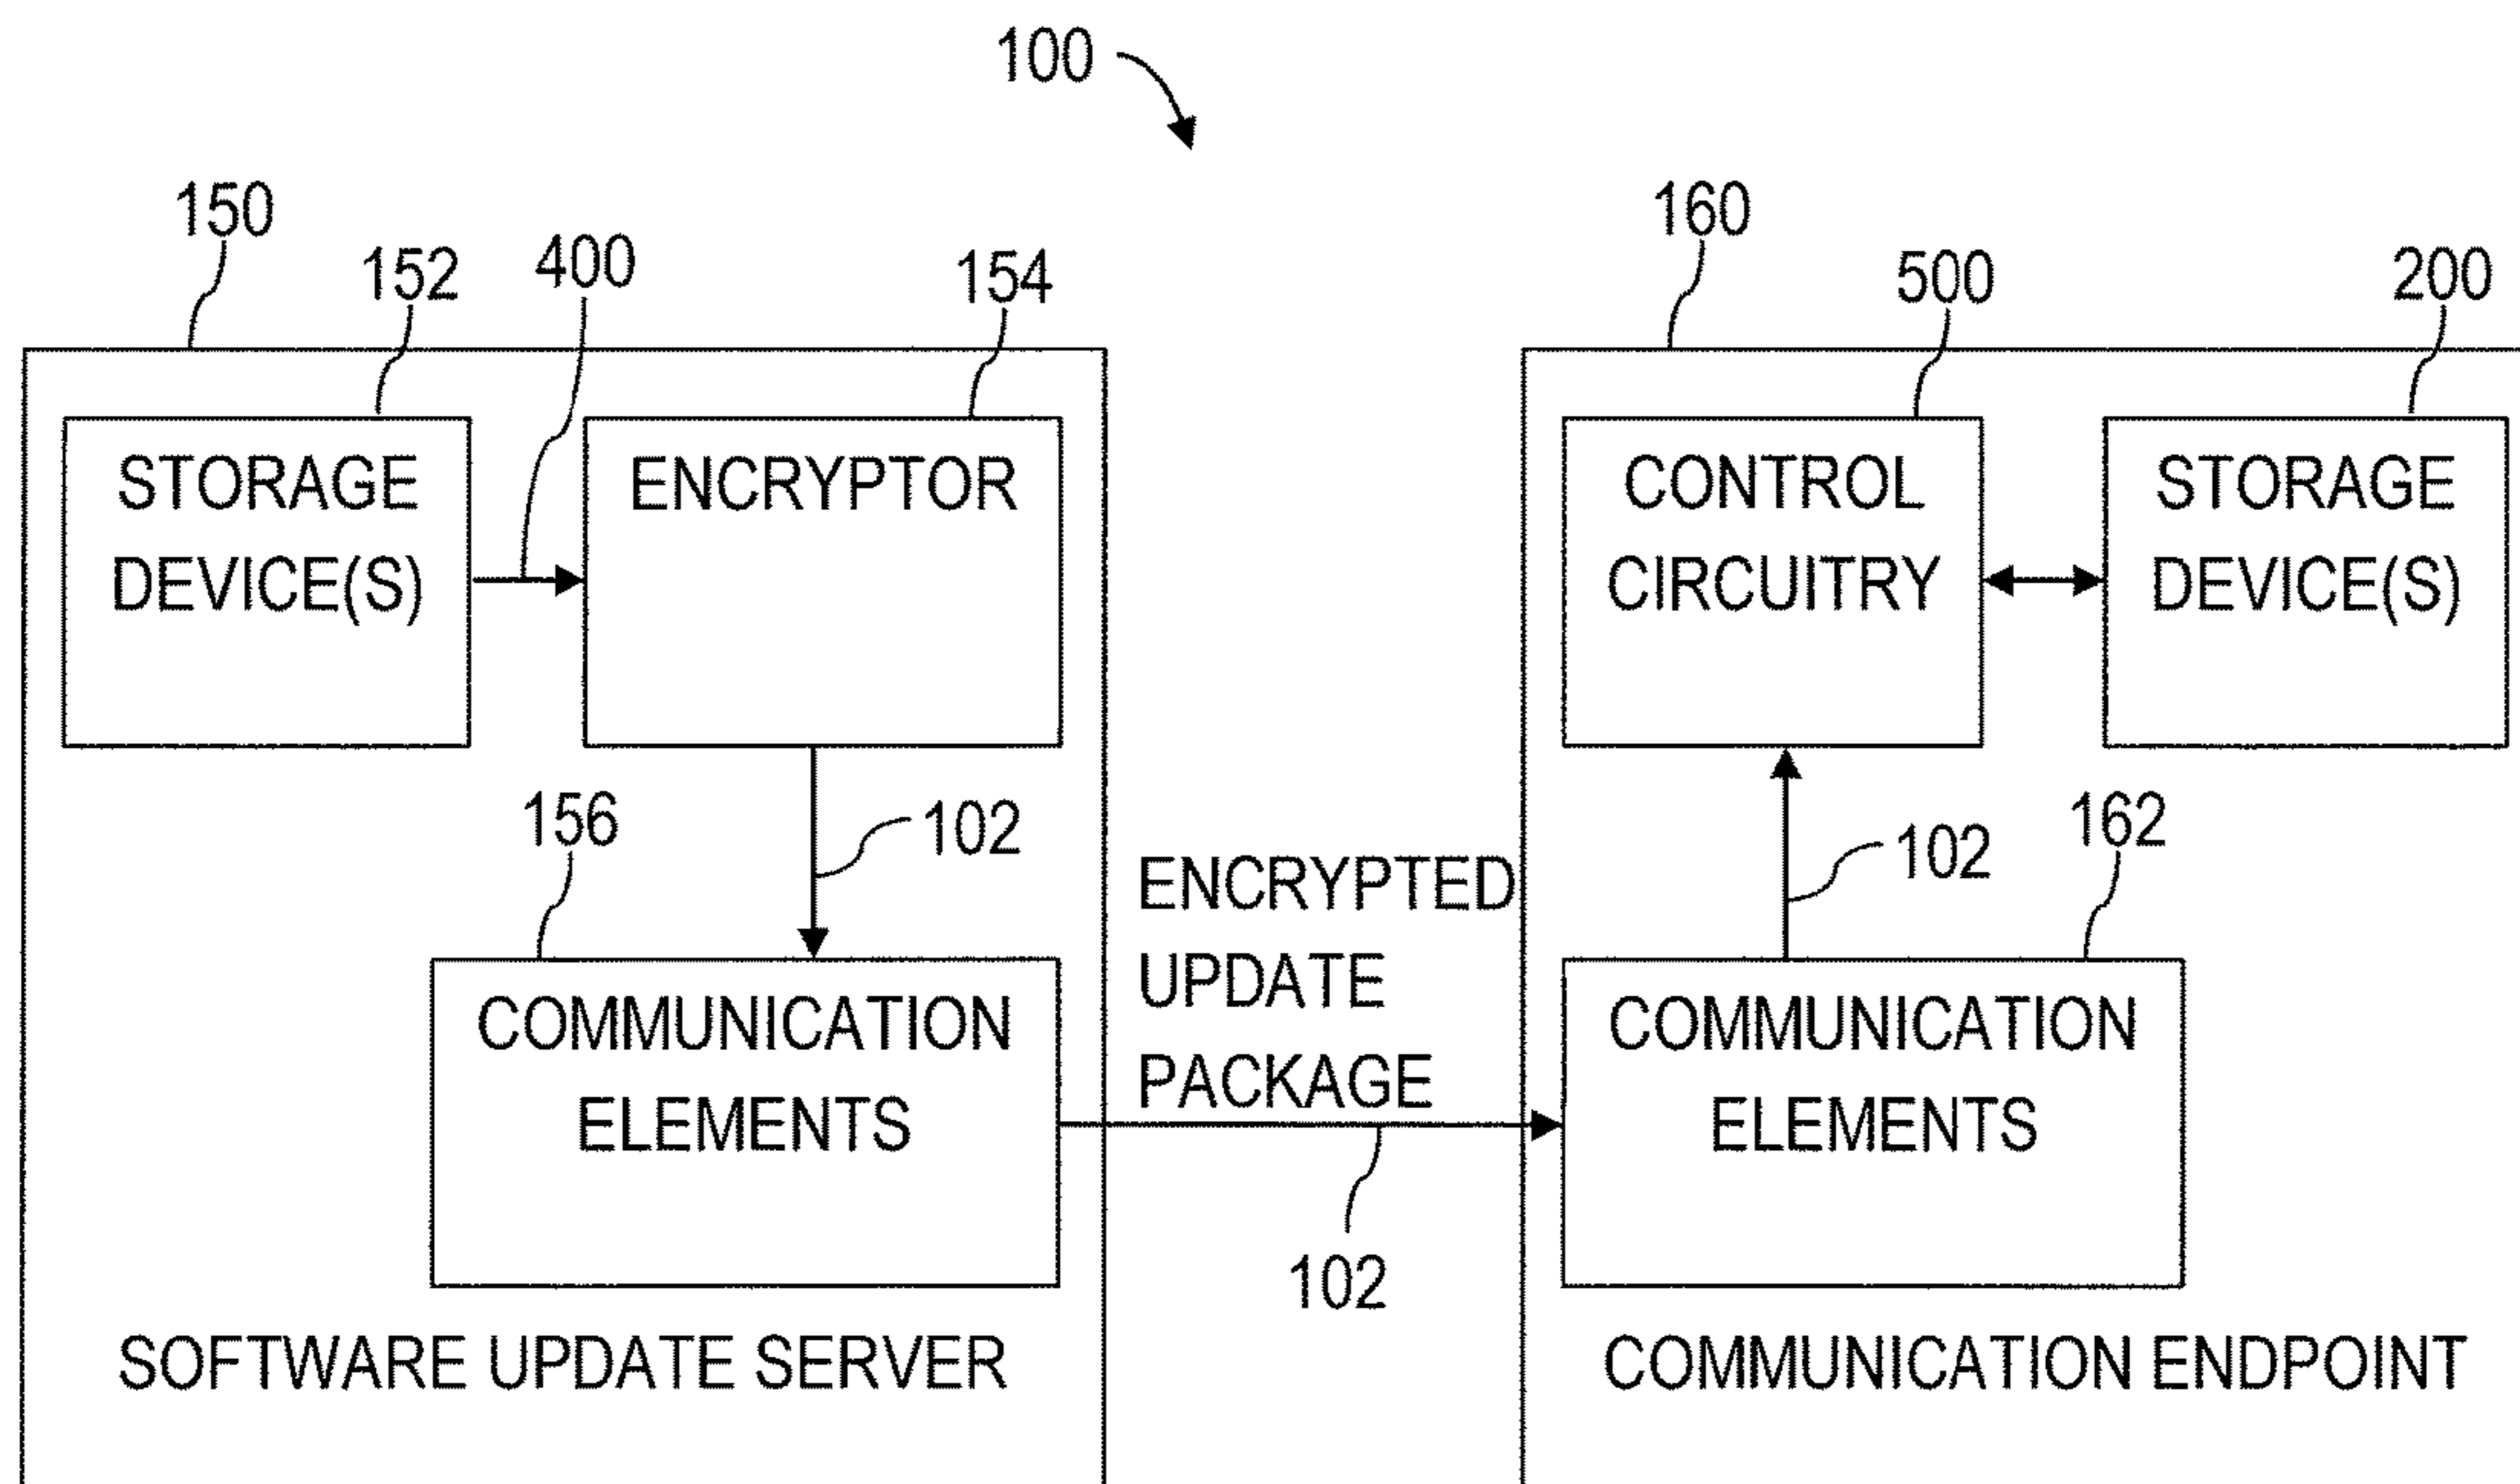 100
150
160
152
400
154
500
200
STORAGE
DEVICE(S)
ENCRYPTOR
CONTROL
CIRCUITRY
STORAGE
DEVICE(S)
156
102
102
162
ENCRYPTED
UPDATE
PACKAGE
COMMUNICATION
ELEMENTS
COMMUNICATION
ELEMENTS
102
SOFTWARE UPDATE SERVER
COMMUNICATION ENDPOINT